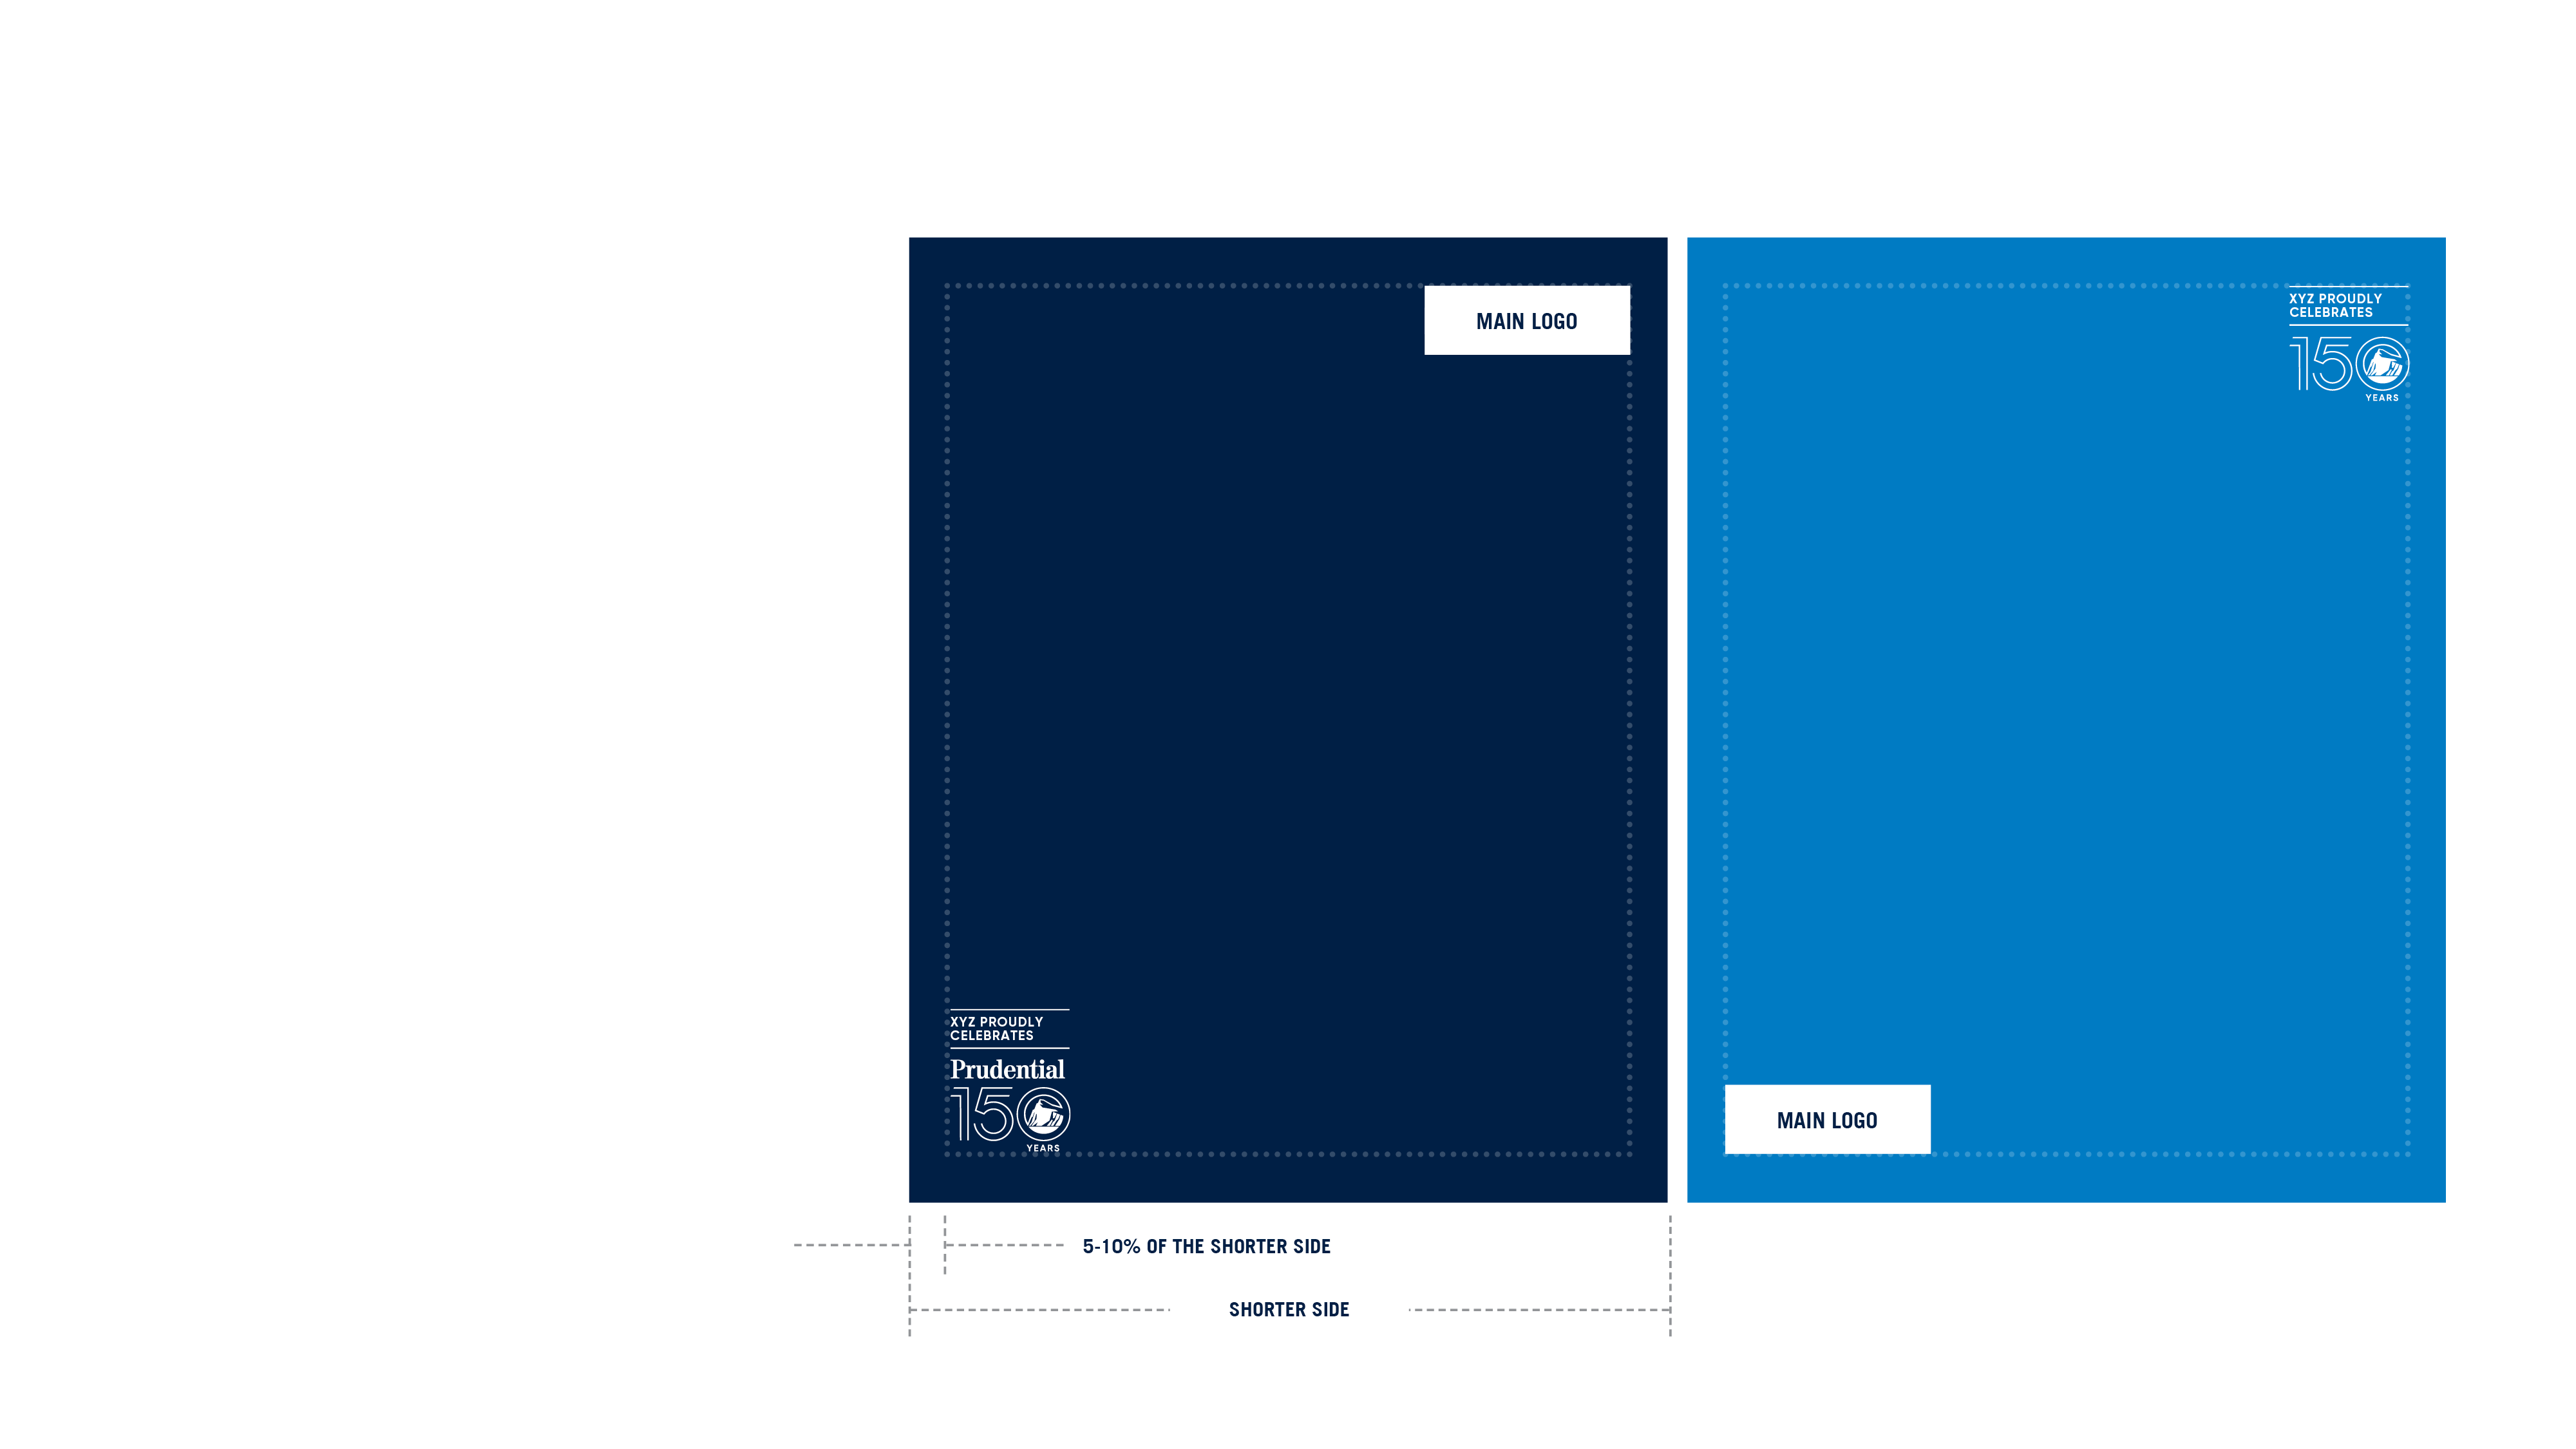 MAIN LOGO
XYZ PROUDLY
CELEBRATES
Prudential
150
YEARS
XYZ PROUDLY
CELEBRATES
150
YEARS
MAIN LOGO
5-10% OF THE SHORTER SIDE
SHORTER SIDE